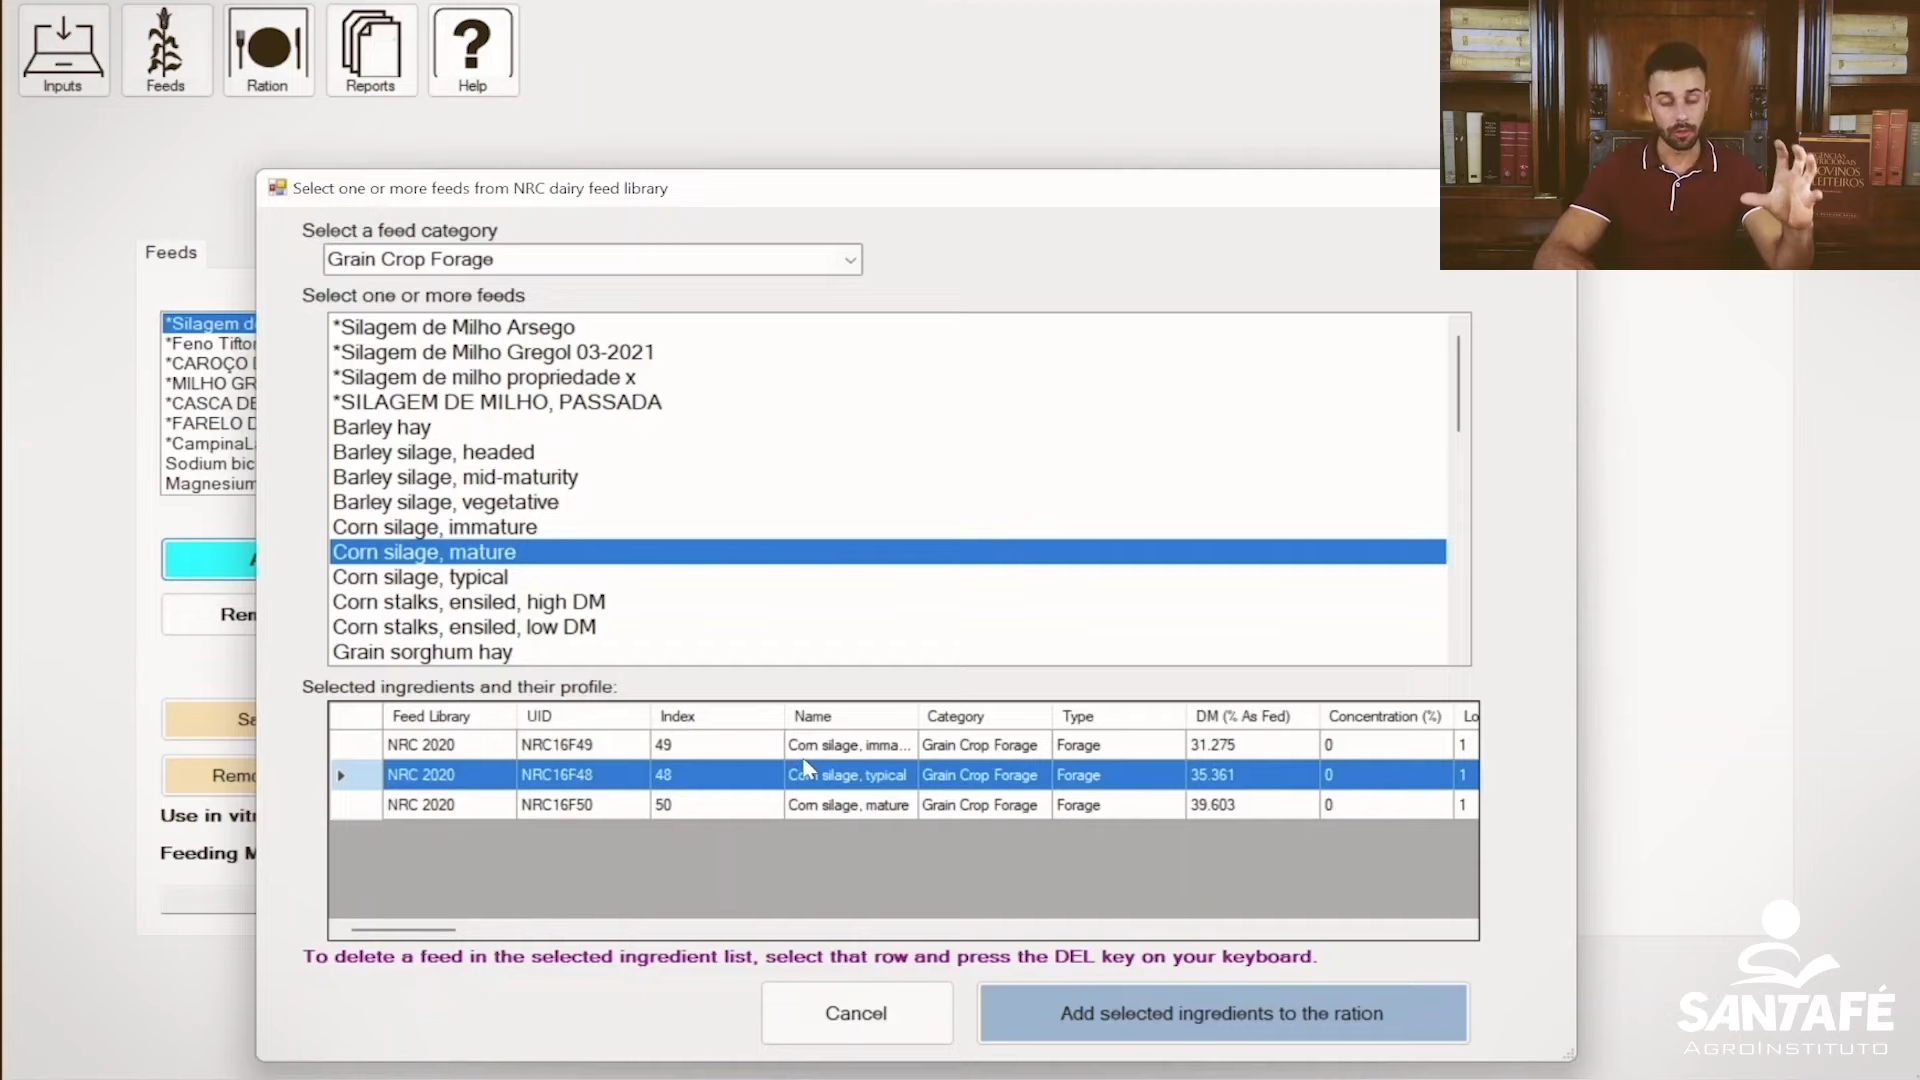 Inputs
Feeds
Ration
Reports
Help
Select one or more feeds from NRC dairy feed library
Select a feed category
Grain Crop Forage
Select one or more feeds
*Silagem de Milho Arsego
*Silagem de Milho Gregol 03-2021
*Silagem de milho propriedade x
*SILAGEM DE MILHO, PASSADA
Barley hay
Barley silage, headed
Barley silage, mid-maturity
Barley silage, vegetative
Corn silage, immature
Corn silage, mature
Corn silage, typical
Corn stalks, ensiled, high DM
Corn stalks, ensiled, low DM
Grain sorghum hay
Feeds
*Silagem d
*Feno Tifto
*CAROÇO
*MILHO GR
*CASCA DE
*FARELO D
*CampinaL
Sodium bic
Magnesium
Rem
Sa
Remo
Use in vit
Feeding M
Selected ingredients and their profile:
Feed Library UID Index Name Category Type DM (% As Fed) Concentration (%) Lo
NRC 2020 NRC16F49 49 Corn silage, imma... Grain Crop Forage Forage 31.275 0 1
NRC 2020 NRC16F48 48 Corn silage, typical Grain Crop Forage Forage 35.361 0 1
NRC 2020 NRC16F50 50 Corn silage, mature Grain Crop Forage Forage 39.603 0 1
To delete a feed in the selected ingredient list, select that row and press the DEL key on your keyboard.
Cancel
Add selected ingredients to the ration
SANTAFÉ
AGROINSTITUTO